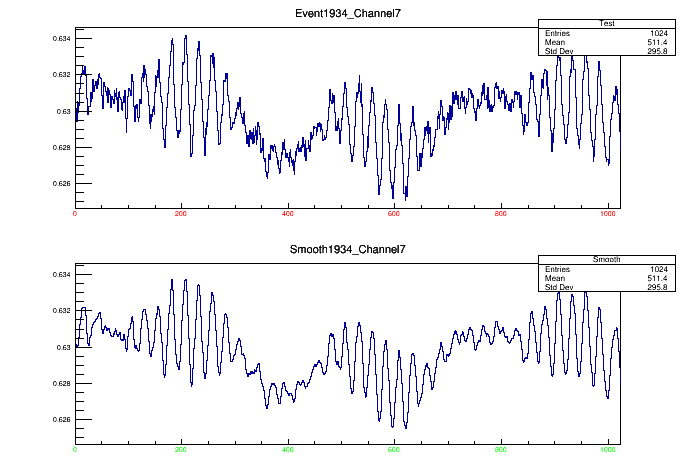 Event1934_Channel7
Test
Entries 1024
Mean 511.4
Std Dev 295.8
0.634
0.632
0.63
0.628
0.626
0 200 400 600 800 1000
Smooth1934_Channel7
Smooth
Entries 1024
Mean 511.4
Std Dev 295.8
0.634
0.632
0.63
0.628
0.626
0 200 400 600 800 1000